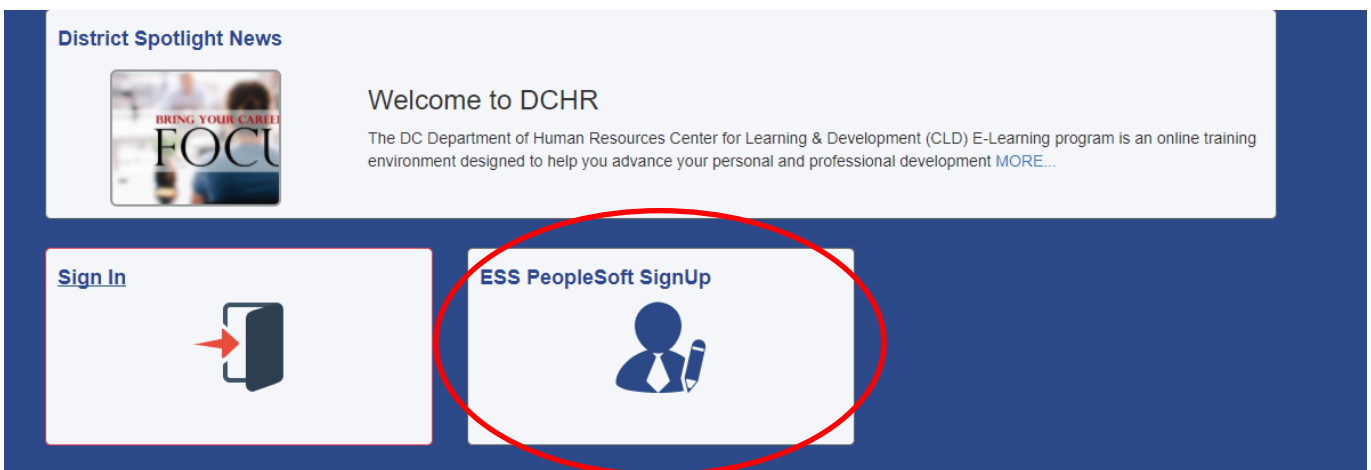 District Spotlight News
BRING YOUR CAREE
FOCU
Welcome to DCHR
The DC Department of Human Resources Center for Learning & Development (CLD) E-Learning program is an online training
environment designed to help you advance your personal and professional development MORE...
Sign In
ESS PeopleSoft SignUp